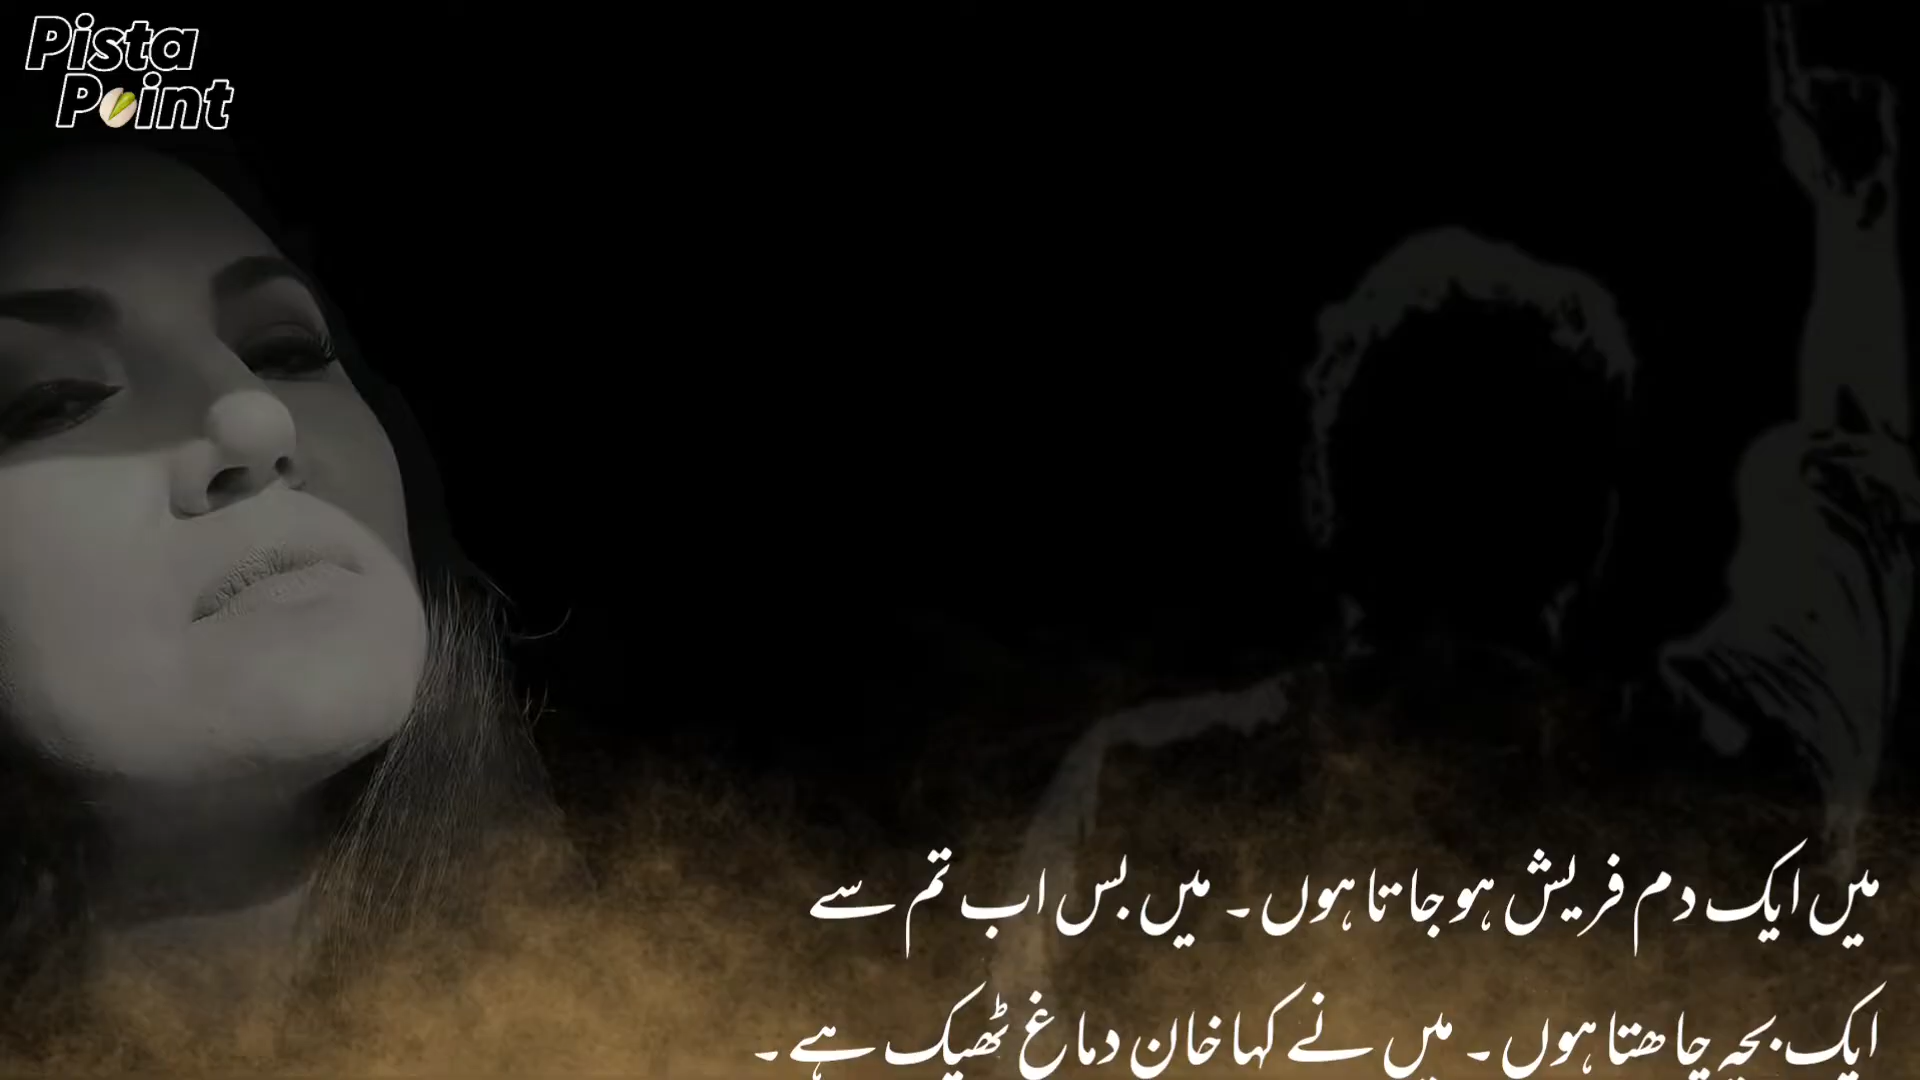 Pista
Point
میں ایک دم فریش ہو جاتا ہوں۔ میں بس اب تم سے
ایک بچہ چاھتا ہوں۔ میں نے کہا خان دماغ ٹھیک ہے۔